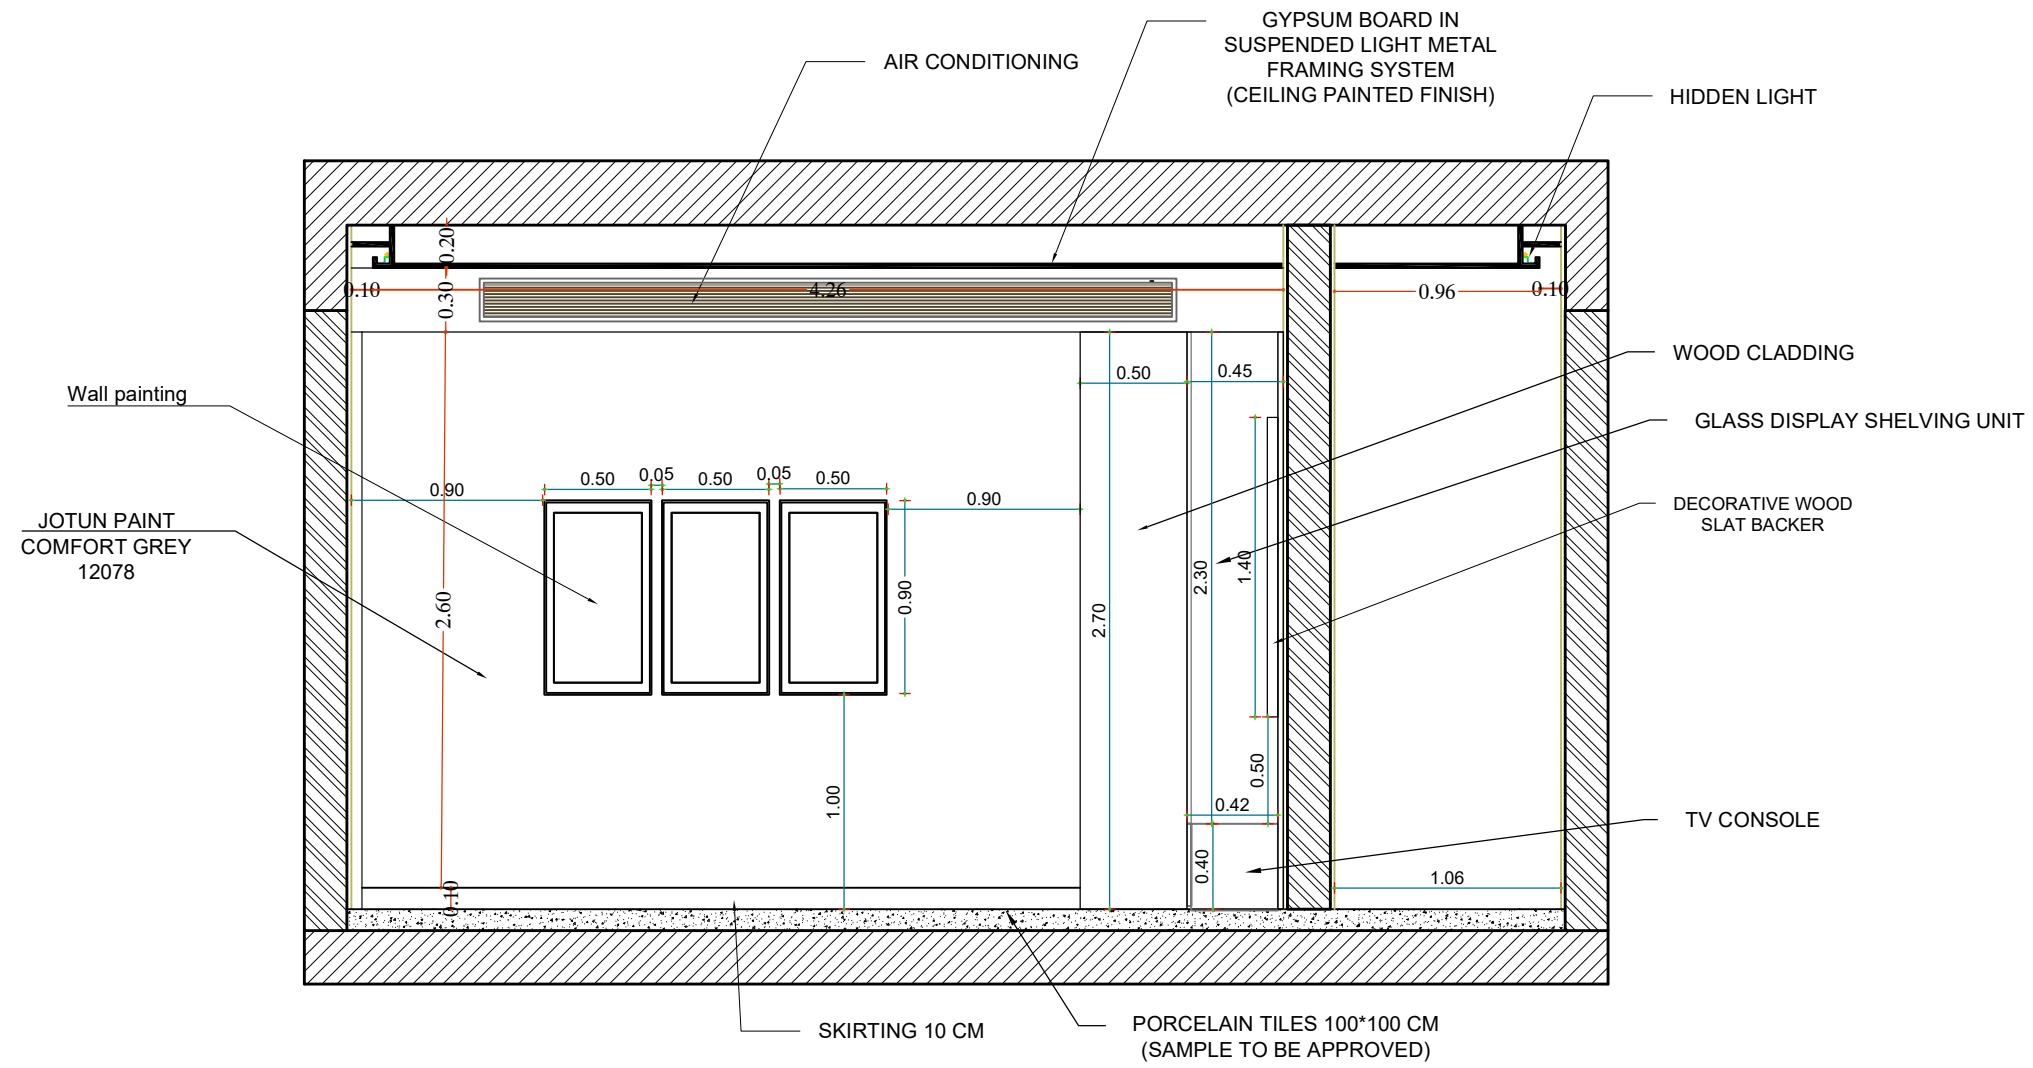 GYPSUM BOARD IN
SUSPENDED LIGHT METAL
FRAMING SYSTEM
(CEILING PAINTED FINISH)
AIR CONDITIONING
HIDDEN LIGHT
0.20
0.10
0.30
4.26
0.96
0.10
WOOD CLADDING
0.50
0.45
Wall painting
GLASS DISPLAY SHELVING UNIT
0.90
0.50
0.05
0.50
0.05
0.50
0.90
DECORATIVE WOOD
SLAT BACKER
JOTUN PAINT
COMFORT GREY
12078
2.60
0.90
2.70
2.30
1.40
1.00
0.50
0.42
TV CONSOLE
0.40
1.06
0.10
SKIRTING 10 CM
PORCELAIN TILES 100*100 CM
(SAMPLE TO BE APPROVED)